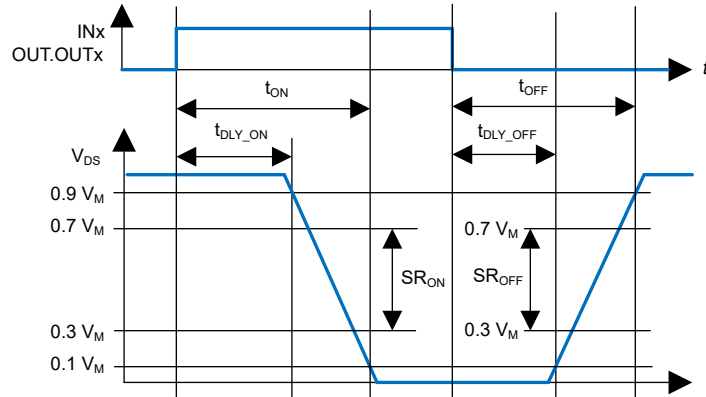 INx
OUT.OUTx
t
tON
tOFF
tDLY_ON
tDLY_OFF
VDS
0.9 VM
0.7 VM
0.7 VM
SRON
SROFF
0.3 VM
0.3 VM
0.1 VM